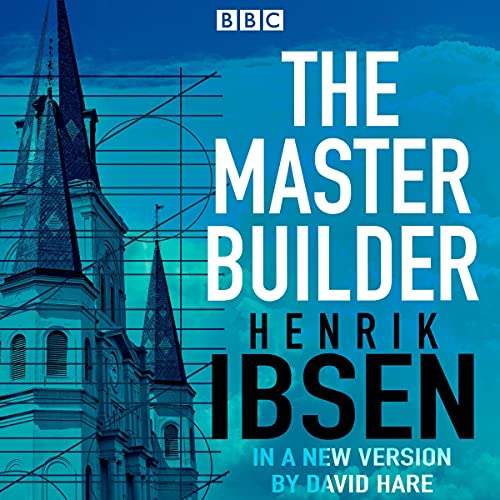 BBC
THE
MASTER
BUILDER
HENRIK
IBSEN
IN A NEW VERSION
BY DAVID HARE